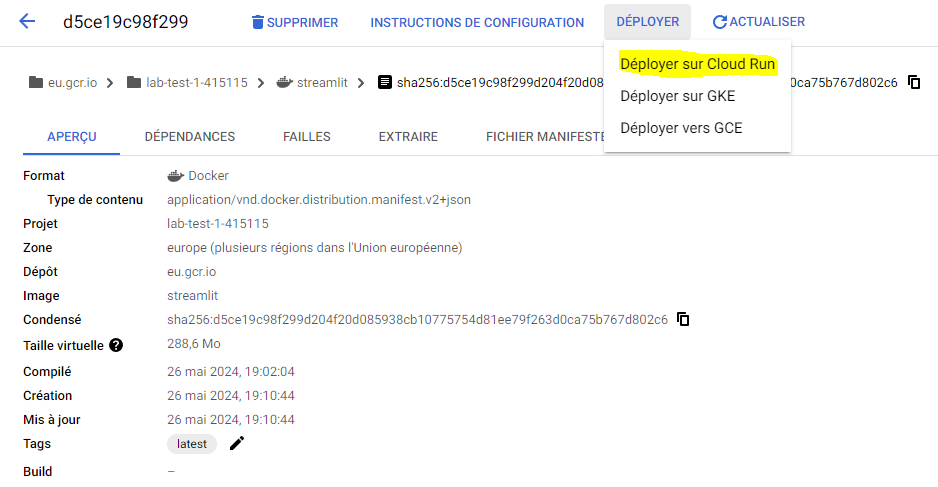 d5ce19c98f299 SUPPRIMER INSTRUCTIONS DE CONFIGURATION DÉPLOYER ACTUALISER
Déployer sur Cloud Run
Déployer sur GKE
Déployer vers GCE
eu.gcr.io lab-test-1-415115 streamlit sha256:d5ce19c98f299d204f20d08 ca75b767d802c6
APERÇU DÉPENDANCES FAILLES EXTRAIRE FICHIER MANIFESTE
Format Docker
Type de contenu application/vnd.docker.distribution.manifest.v2+json
Projet lab-test-1-415115
Zone europe (plusieurs régions dans l'Union européenne)
Dépôt eu.gcr.io
Image streamlit
Condensé sha256:d5ce19c98f299d204f20d085938cb10775754d81ee79f263d0ca75b767d802c6
Taille virtuelle ? 288,6 Mo
Compilé 26 mai 2024, 19:02:04
Création 26 mai 2024, 19:10:44
Mis à jour 26 mai 2024, 19:10:44
Tags latest
Build –